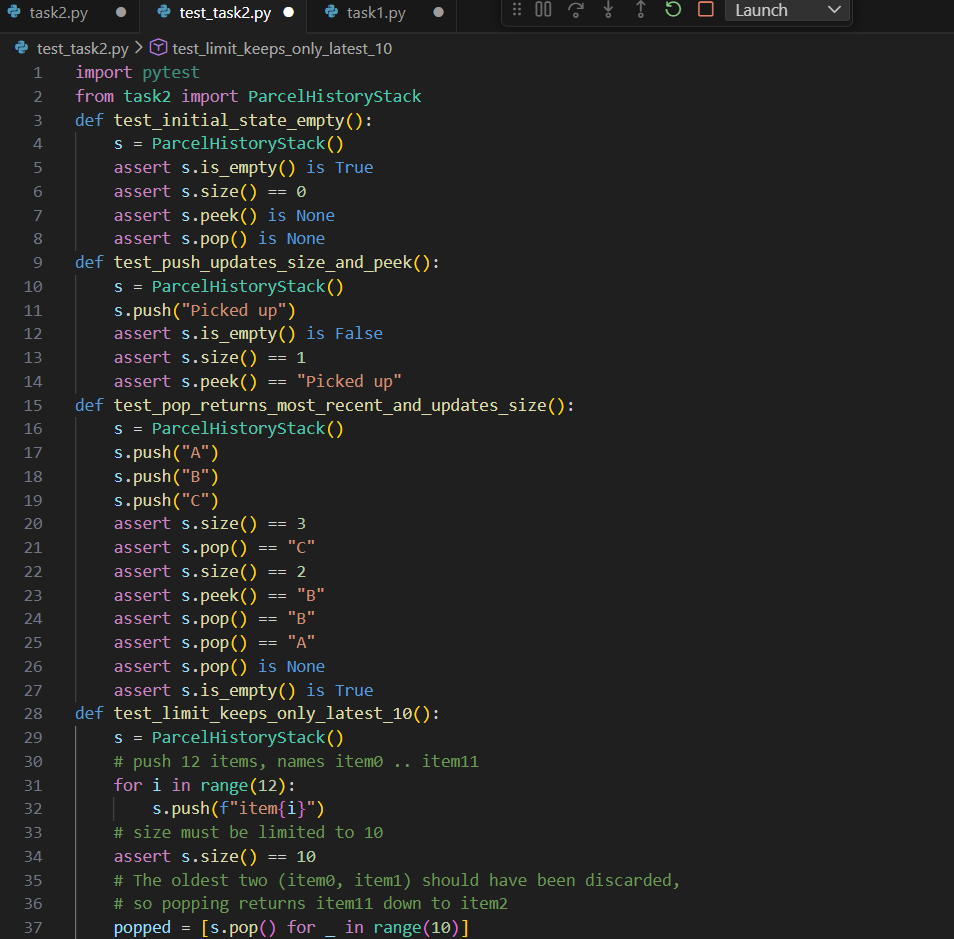 task2.py test_task2.py task1.py Launch
test_task2.py > test_limit_keeps_only_latest_10
1 import pytest
2 from task2 import ParcelHistoryStack
3 def test_initial_state_empty():
4     s = ParcelHistoryStack()
5     assert s.is_empty() is True
6     assert s.size() == 0
7     assert s.peek() is None
8     assert s.pop() is None
9 def test_push_updates_size_and_peek():
10     s = ParcelHistoryStack()
11     s.push("Picked up")
12     assert s.is_empty() is False
13     assert s.size() == 1
14     assert s.peek() == "Picked up"
15 def test_pop_returns_most_recent_and_updates_size():
16     s = ParcelHistoryStack()
17     s.push("A")
18     s.push("B")
19     s.push("C")
20     assert s.size() == 3
21     assert s.pop() == "C"
22     assert s.size() == 2
23     assert s.peek() == "B"
24     assert s.pop() == "B"
25     assert s.pop() == "A"
26     assert s.pop() is None
27     assert s.is_empty() is True
28 def test_limit_keeps_only_latest_10():
29     s = ParcelHistoryStack()
30     # push 12 items, names item0 .. item11
31     for i in range(12):
32         s.push(f"item{i}")
33     # size must be limited to 10
34     assert s.size() == 10
35     # The oldest two (item0, item1) should have been discarded,
36     # so popping returns item11 down to item2
37     popped = [s.pop() for _ in range(10)]